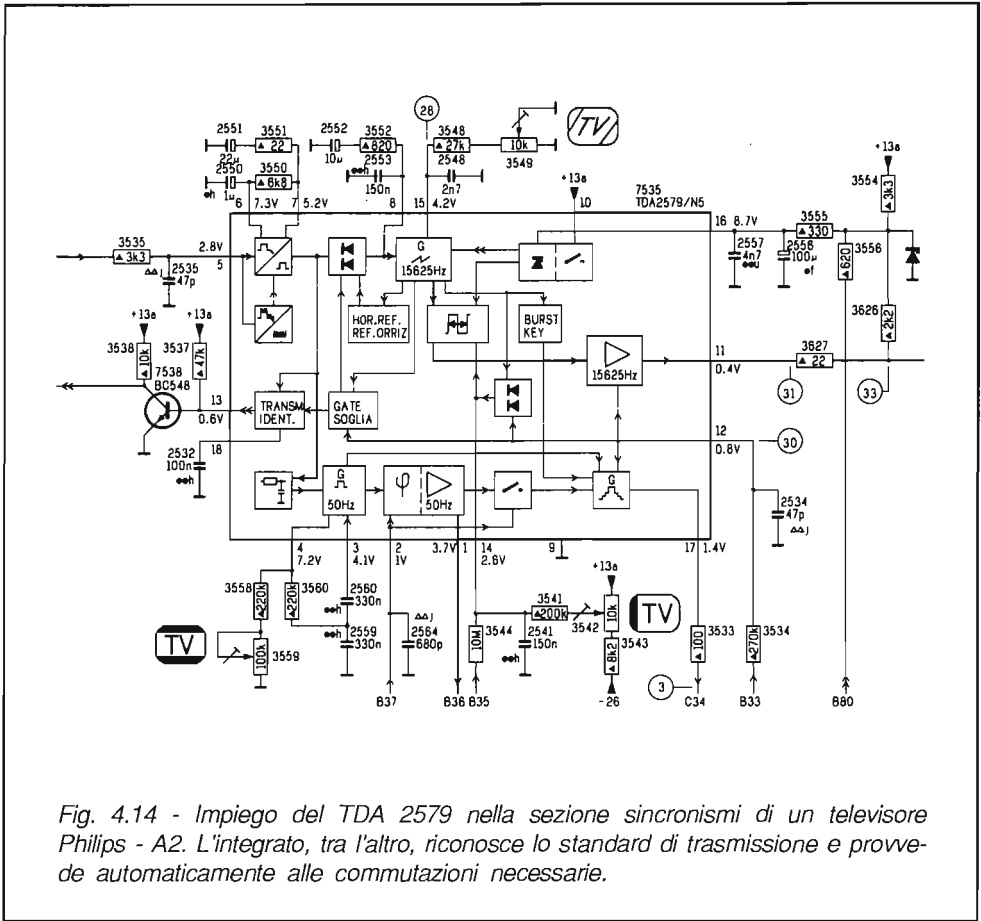 28
TV
2551
3551
22
22µ
2550
3550
6k8
1µ
2552
3552
820
10µ
2553
150n
3548
27k
2548
2n7
10k
3549
+13a
7535
TDA2579/N5
+13a
3554
3k3
6 7.3V 7 5.2V 8 15 4.2V 10
16 8.7V
3555
330
2557
4n7
2556
100µ
3556
620
3535
3k3
2.8V
5
2535
47p
G
15625Hz
HOR.REF.
REF.ORRIZ
BURST
KEY
15625Hz
3626
2k2
11
0.4V
3627
22
31
33
+13a
+13a
3538
10k
3537
47k
7538
BC548
13
0.6V
18
TRANSM
IDENT.
GATE
SOGLIA
12
0.8V
30
2532
100n
G
50Hz
φ
50Hz
G
2534
47p
4 3 2 3.7V 1 14 9 17 1.4V
7.2V 4.1V 1V 2.6V
3558
220k
3560
220k
2560
330n
2559
330n
TV
100k
3559
2564
680p
10M
3544
2541
150n
3541
200k
+13a
10k
3542
8k2
3543
TV
-26
100
3533
270k
3534
3
B37 B36 B35 C34 B33 B80
Fig. 4.14 - Impiego del TDA 2579 nella sezione sincronismi di un televisore
Philips - A2. L'integrato, tra l'altro, riconosce lo standard di trasmissione e provve-
de automaticamente alle commutazioni necessarie.